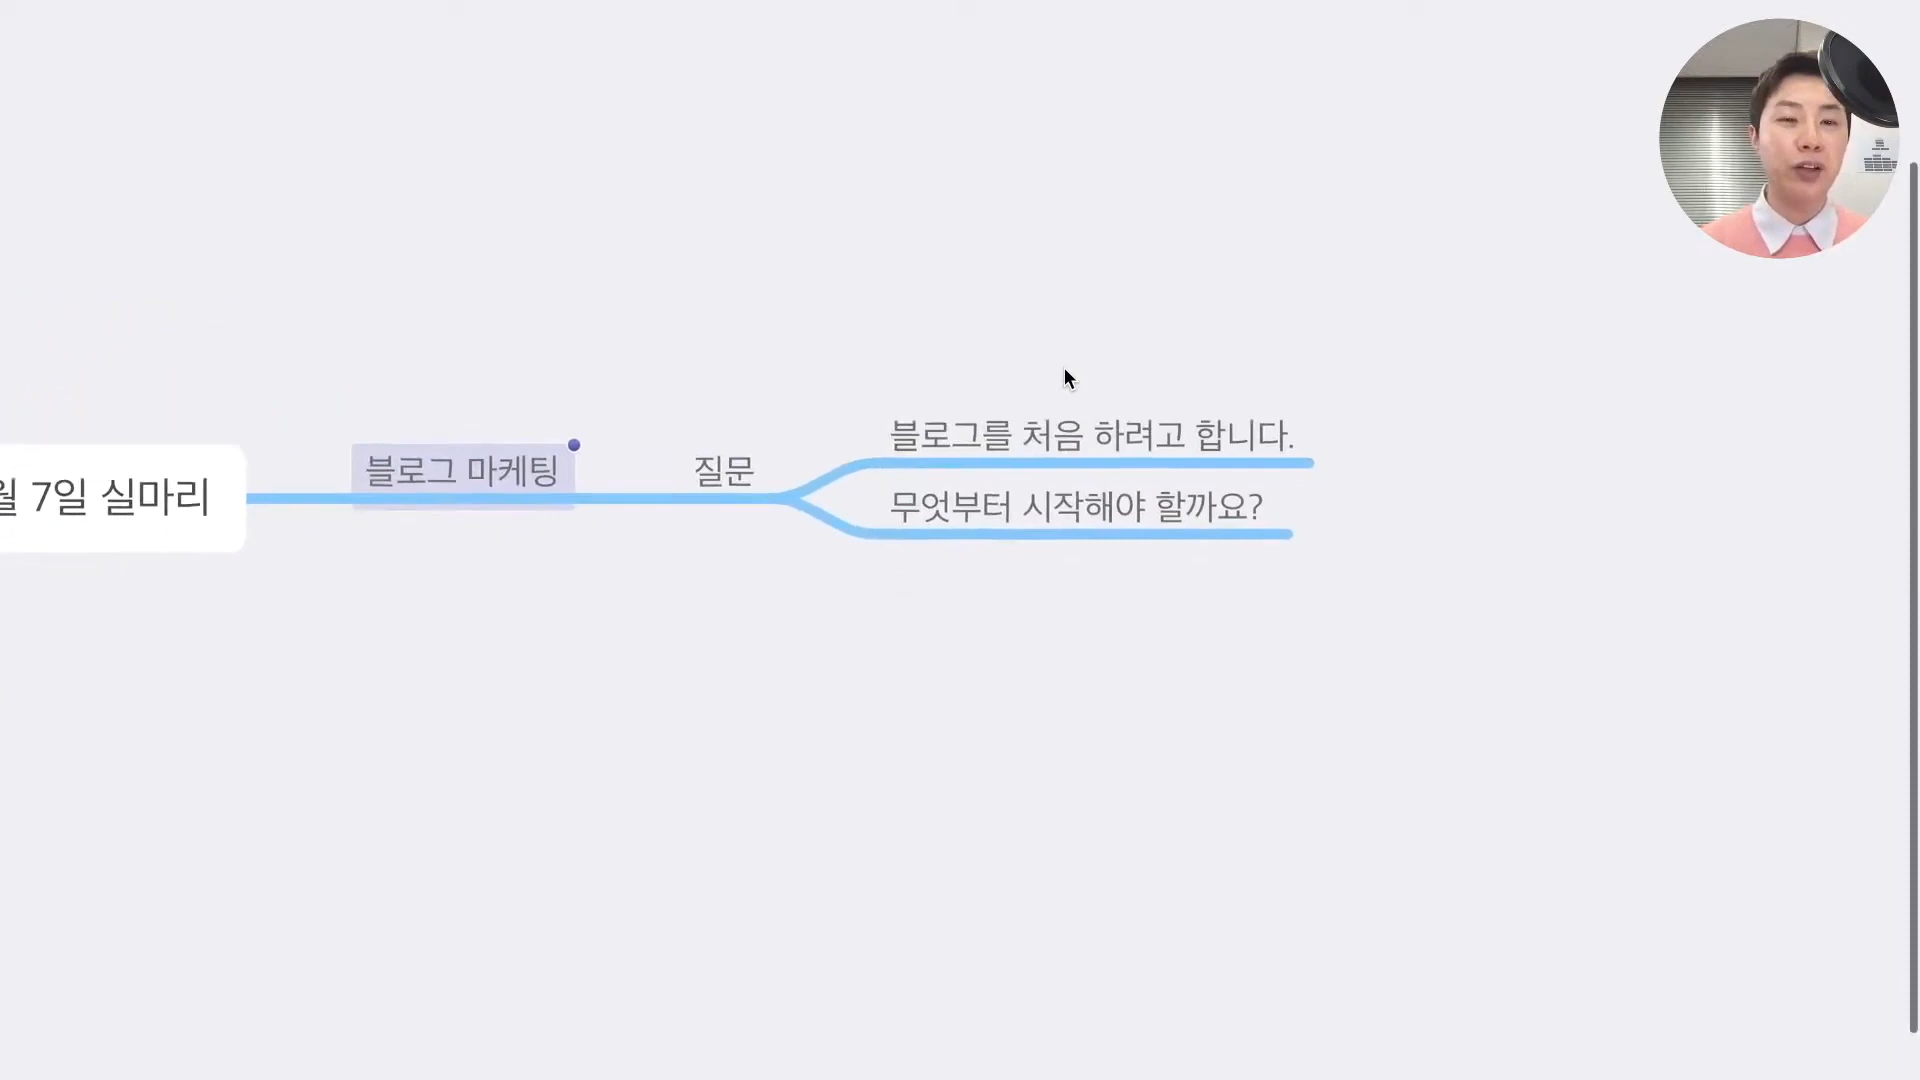 7일 실마리
블로그 마케팅
질문
블로그를 처음 하려고 합니다.
무엇부터 시작해야 할까요?